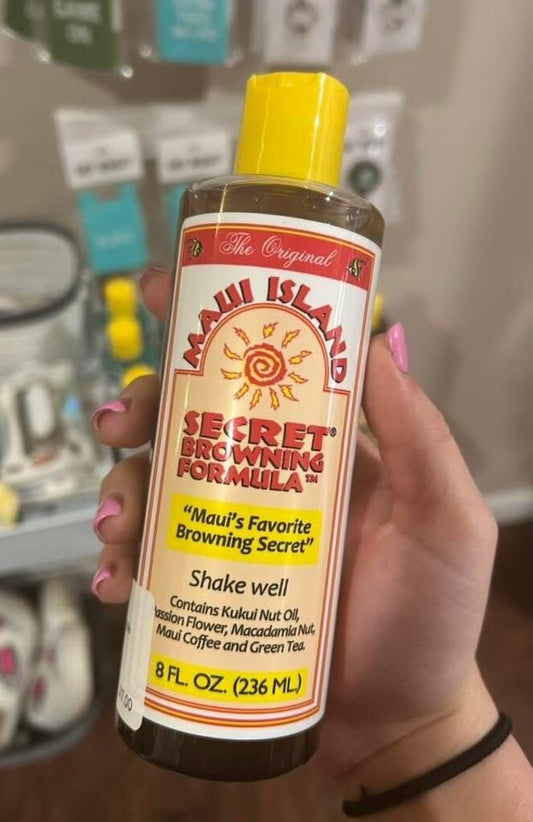 The Original
MAUI ISLAND
SECRET®
BROWNING
FORMULA™
"Maui's Favorite
Browning Secret"
Shake well
Contains Kukui Nut Oil,
Passion Flower, Macadamia Nut,
Maui Coffee and Green Tea.
8 FL. OZ. (236 ML.)